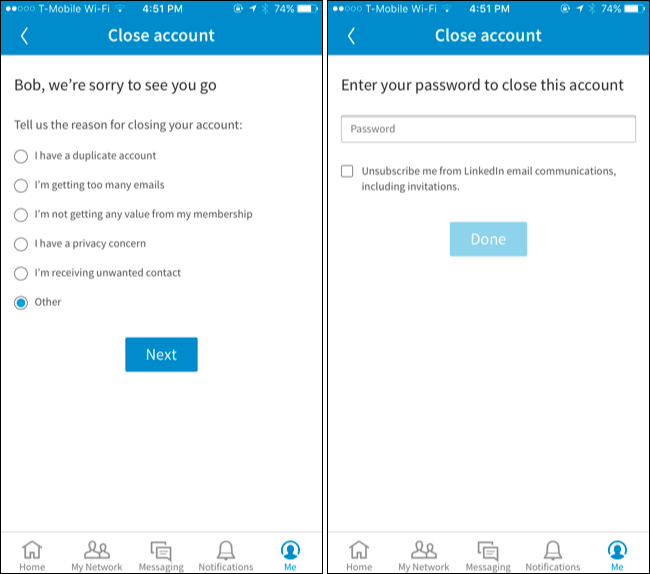 T-Mobile Wi-Fi 4:51 PM 74%
Close account
Bob, we're sorry to see you go
Tell us the reason for closing your account:
I have a duplicate account
I'm getting too many emails
I'm not getting any value from my membership
I have a privacy concern
I'm receiving unwanted contact
Other
Next
Home My Network Messaging Notifications Me
T-Mobile Wi-Fi 4:51 PM 74%
Close account
Enter your password to close this account
Password
Unsubscribe me from LinkedIn email communications,
including invitations.
Done
Home My Network Messaging Notifications Me